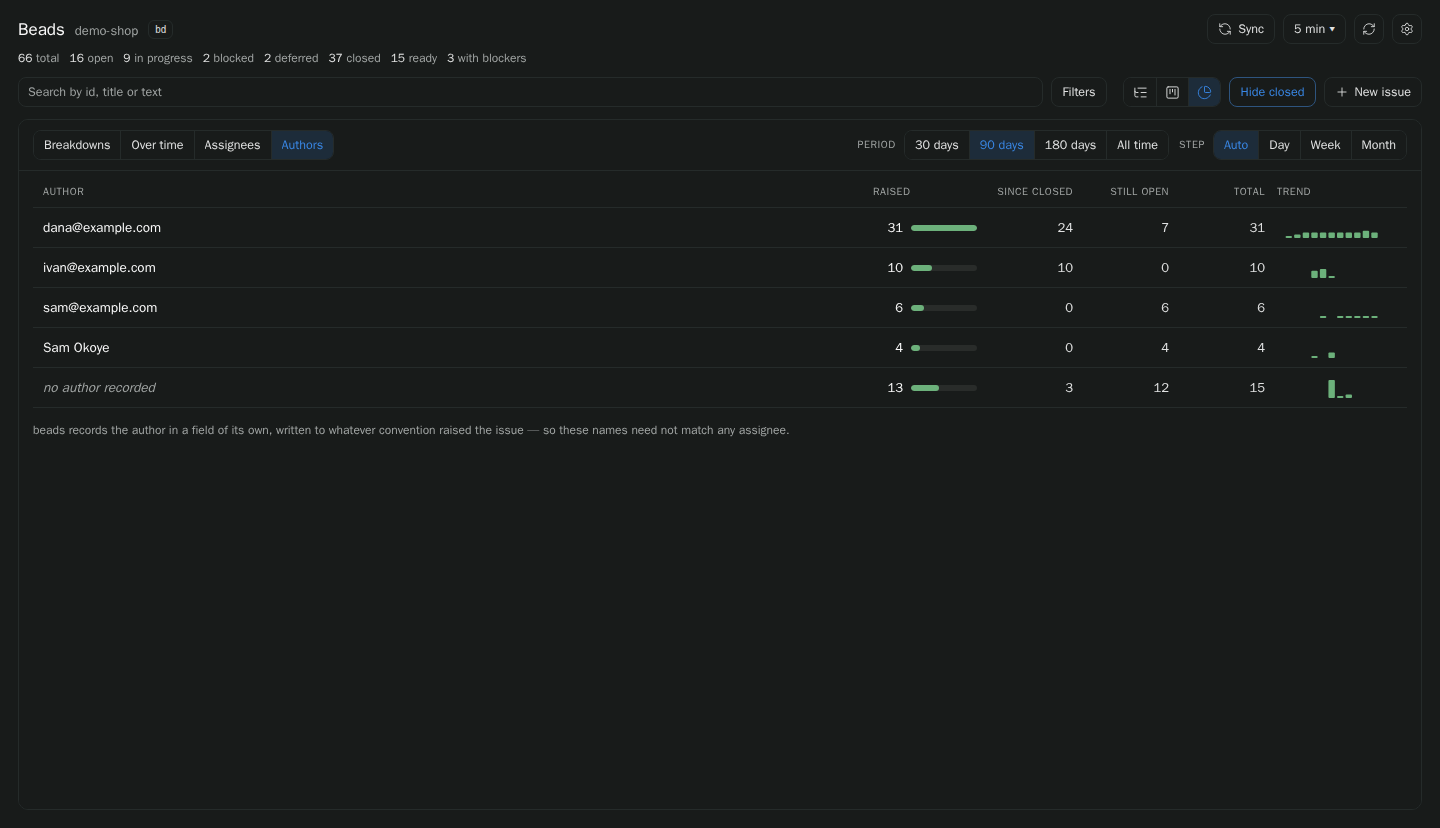 Beads demo-shop bd Sync 5 min ▾
66 total 16 open 9 in progress 2 blocked 2 deferred 37 closed 15 ready 3 with blockers
Search by id, title or text Filters Hide closed + New issue
Breakdowns Over time Assignees Authors PERIOD 30 days 90 days 180 days All time STEP Auto Day Week Month
AUTHOR RAISED SINCE CLOSED STILL OPEN TOTAL TREND
dana@example.com 31 24 7 31
ivan@example.com 10 10 0 10
sam@example.com 6 0 6 6
Sam Okoye 4 0 4 4
no author recorded 13 3 12 15
beads records the author in a field of its own, written to whatever convention raised the issue — so these names need not match any assignee.